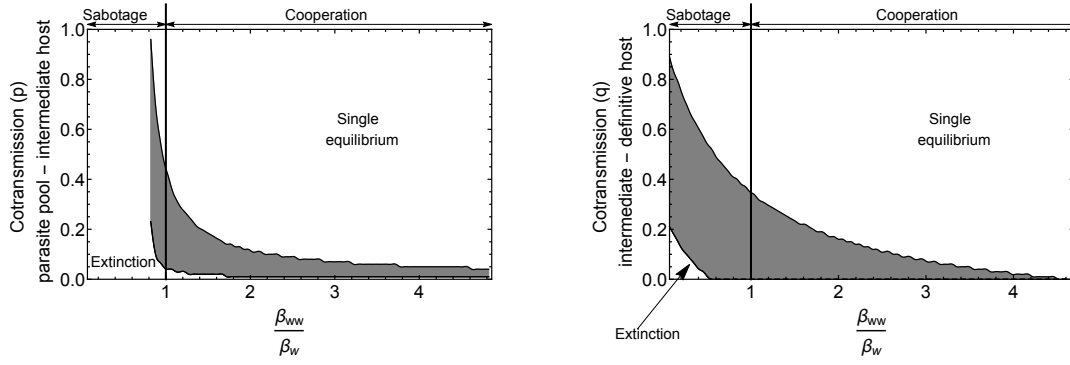 Sabotage Cooperation
1.0
0.8
0.6
0.4
0.2
0.0
Cotransmission (p)
parasite pool – intermediate host
Single
equilibrium
Extinction
1 2 3 4
βww
βw
Sabotage Cooperation
1.0
0.8
0.6
0.4
0.2
0.0
Cotransmission (q)
intermediate – definitive host
Single
equilibrium
1 2 3 4
Extinction
βww
βw